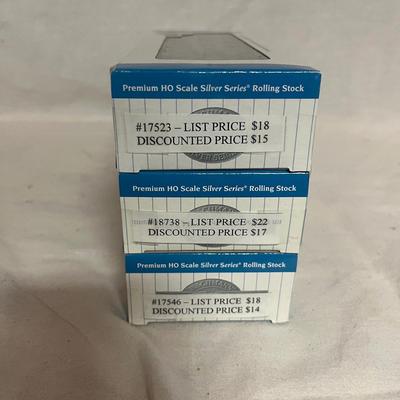 Premium HO Scale Silver Series® Rolling Stock
#17523 – LIST PRICE $18
DISCOUNTED PRICE $15
Premium HO Scale Silver Series® Rolling Stock
#18738 – LIST PRICE $22
DISCOUNTED PRICE $17
Premium HO Scale Silver Series® Rolling Stock
#17546 – LIST PRICE $18
DISCOUNTED PRICE $14